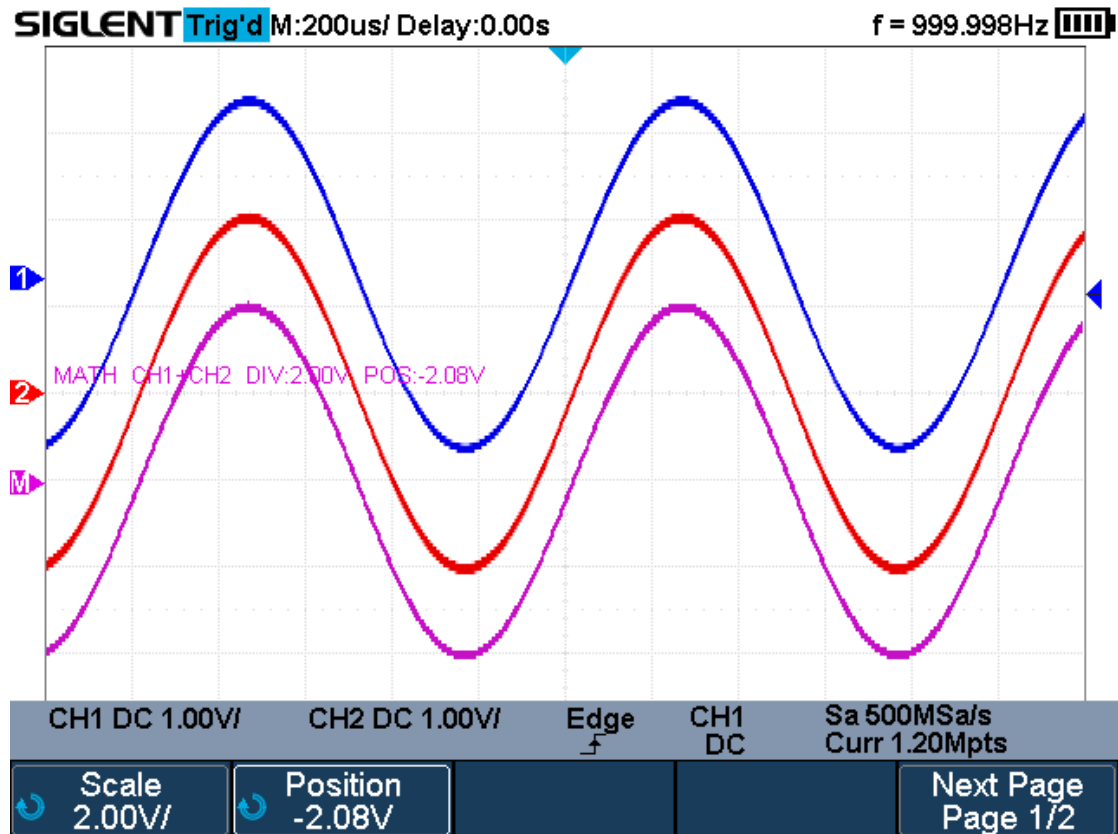 SIGLENT Trig'd M:200us/ Delay:0.00s f = 999.998Hz
1
MATH CH1+CH2 DIV:2.00V POS:-2.08V
2
M
CH1 DC 1.00V/ CH2 DC 1.00V/ Edge CH1 Sa 500MSa/s
DC Curr 1.20Mpts
Scale Position Next Page
2.00V/ -2.08V Page 1/2